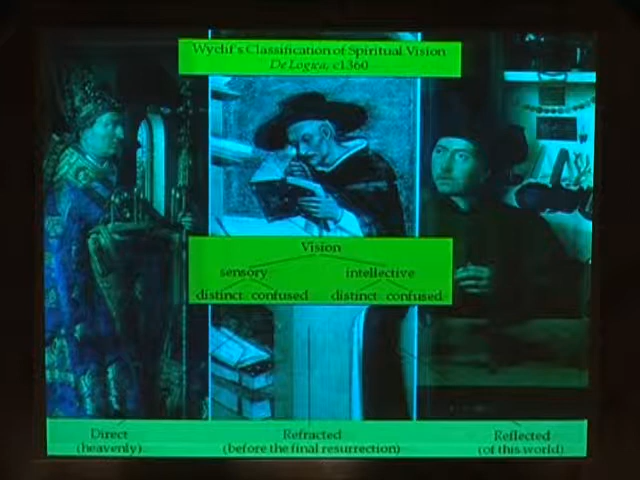 Wyclif's Classification of Spiritual Vision
De Logica, c1360
Vision
sensory intellective
distinct confused distinct confused
Direct Refracted Reflected
(heavenly) (before the final resurrection) (of this world)